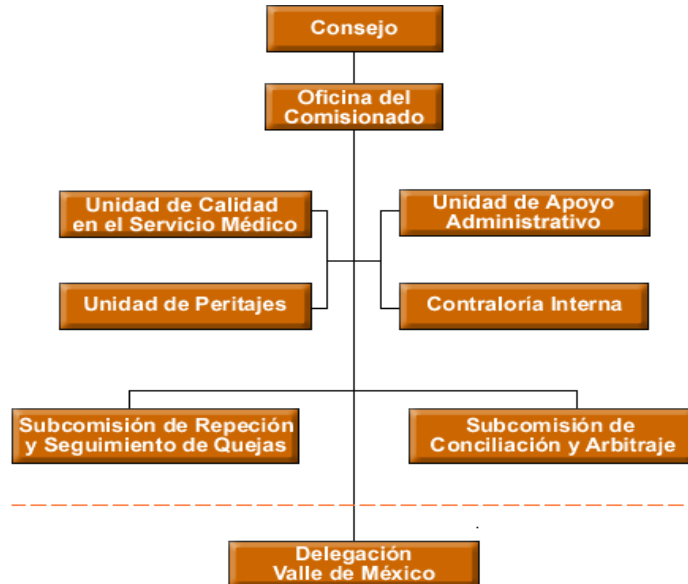 Consejo
Oficina del
Comisionado
Unidad de Calidad
en el Servicio Médico
Unidad de Apoyo
Administrativo
Unidad de Peritajes
Contraloría Interna
Subcomisión de Repeción
y Seguimiento de Quejas
Subcomisión de
Conciliación y Arbitraje
Delegación
Valle de México